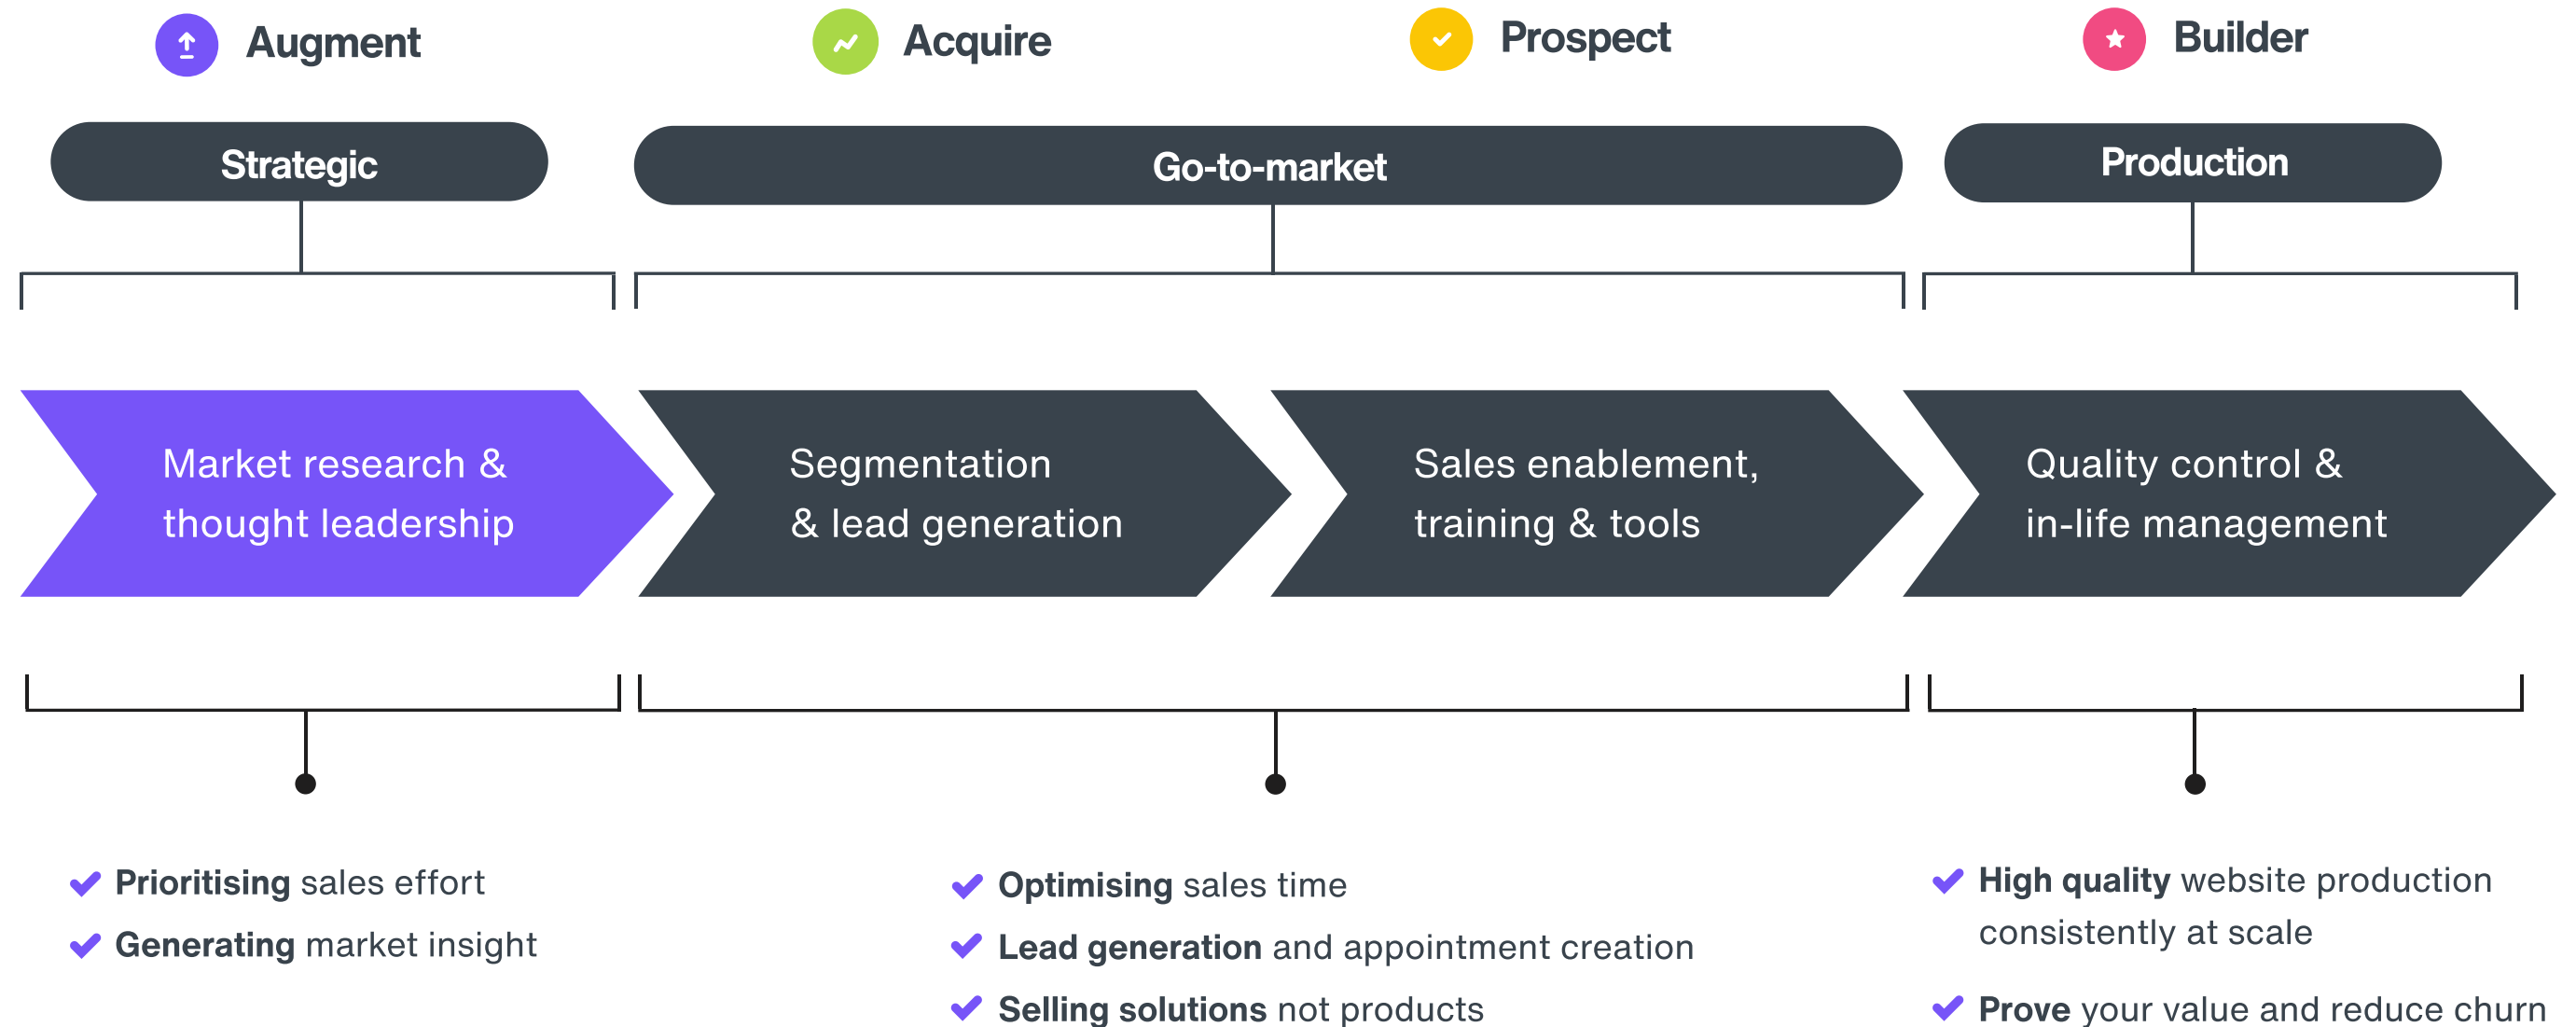 Augment
Acquire
Prospect
Builder
Strategic
Go-to-market
Production
Market research &
thought leadership
Segmentation
& lead generation
Sales enablement,
training & tools
Quality control &
in-life management
Prioritising sales effort
Generating market insight
Optimising sales time
Lead generation and appointment creation
Selling solutions not products
High quality website production
consistently at scale
Prove your value and reduce churn